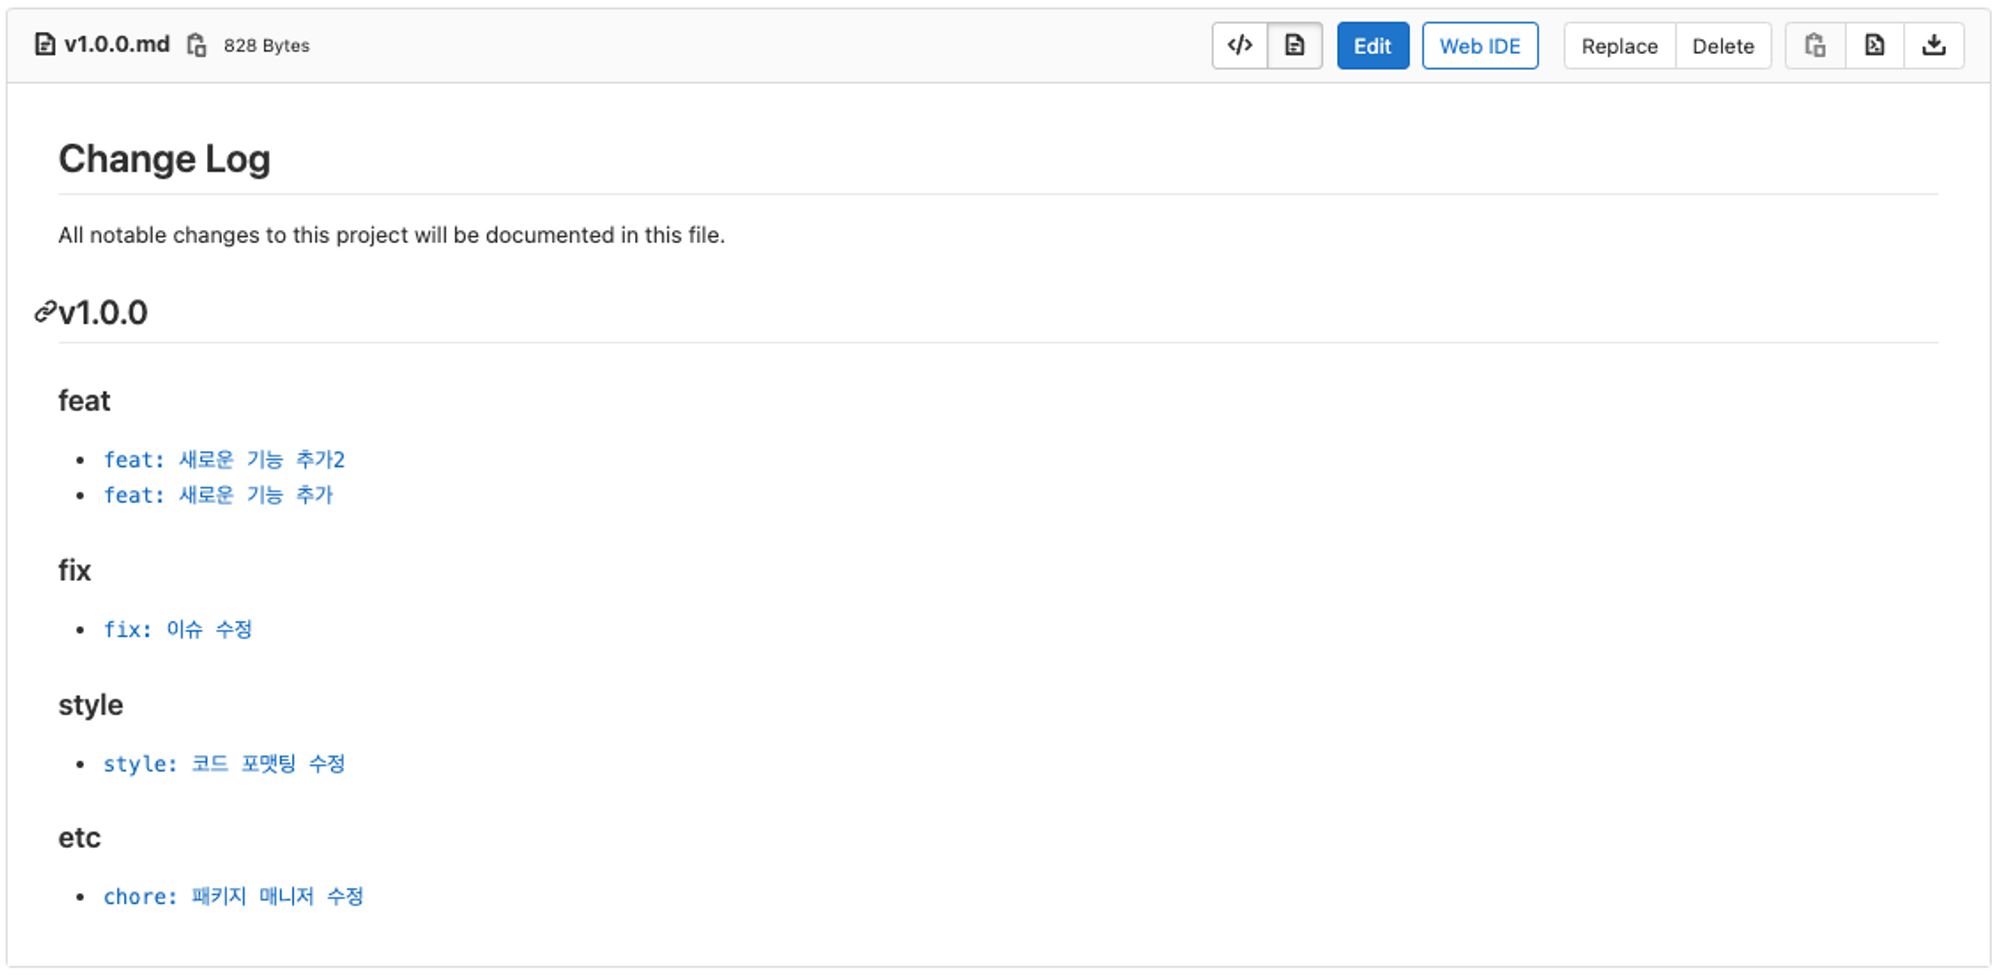 v1.0.0.md 828 Bytes Edit Web IDE Replace Delete
Change Log
All notable changes to this project will be documented in this file.
v1.0.0
feat
feat: 새로운 기능 추가2
feat: 새로운 기능 추가
fix
fix: 이슈 수정
style
style: 코드 포맷팅 수정
etc
chore: 패키지 매니저 수정